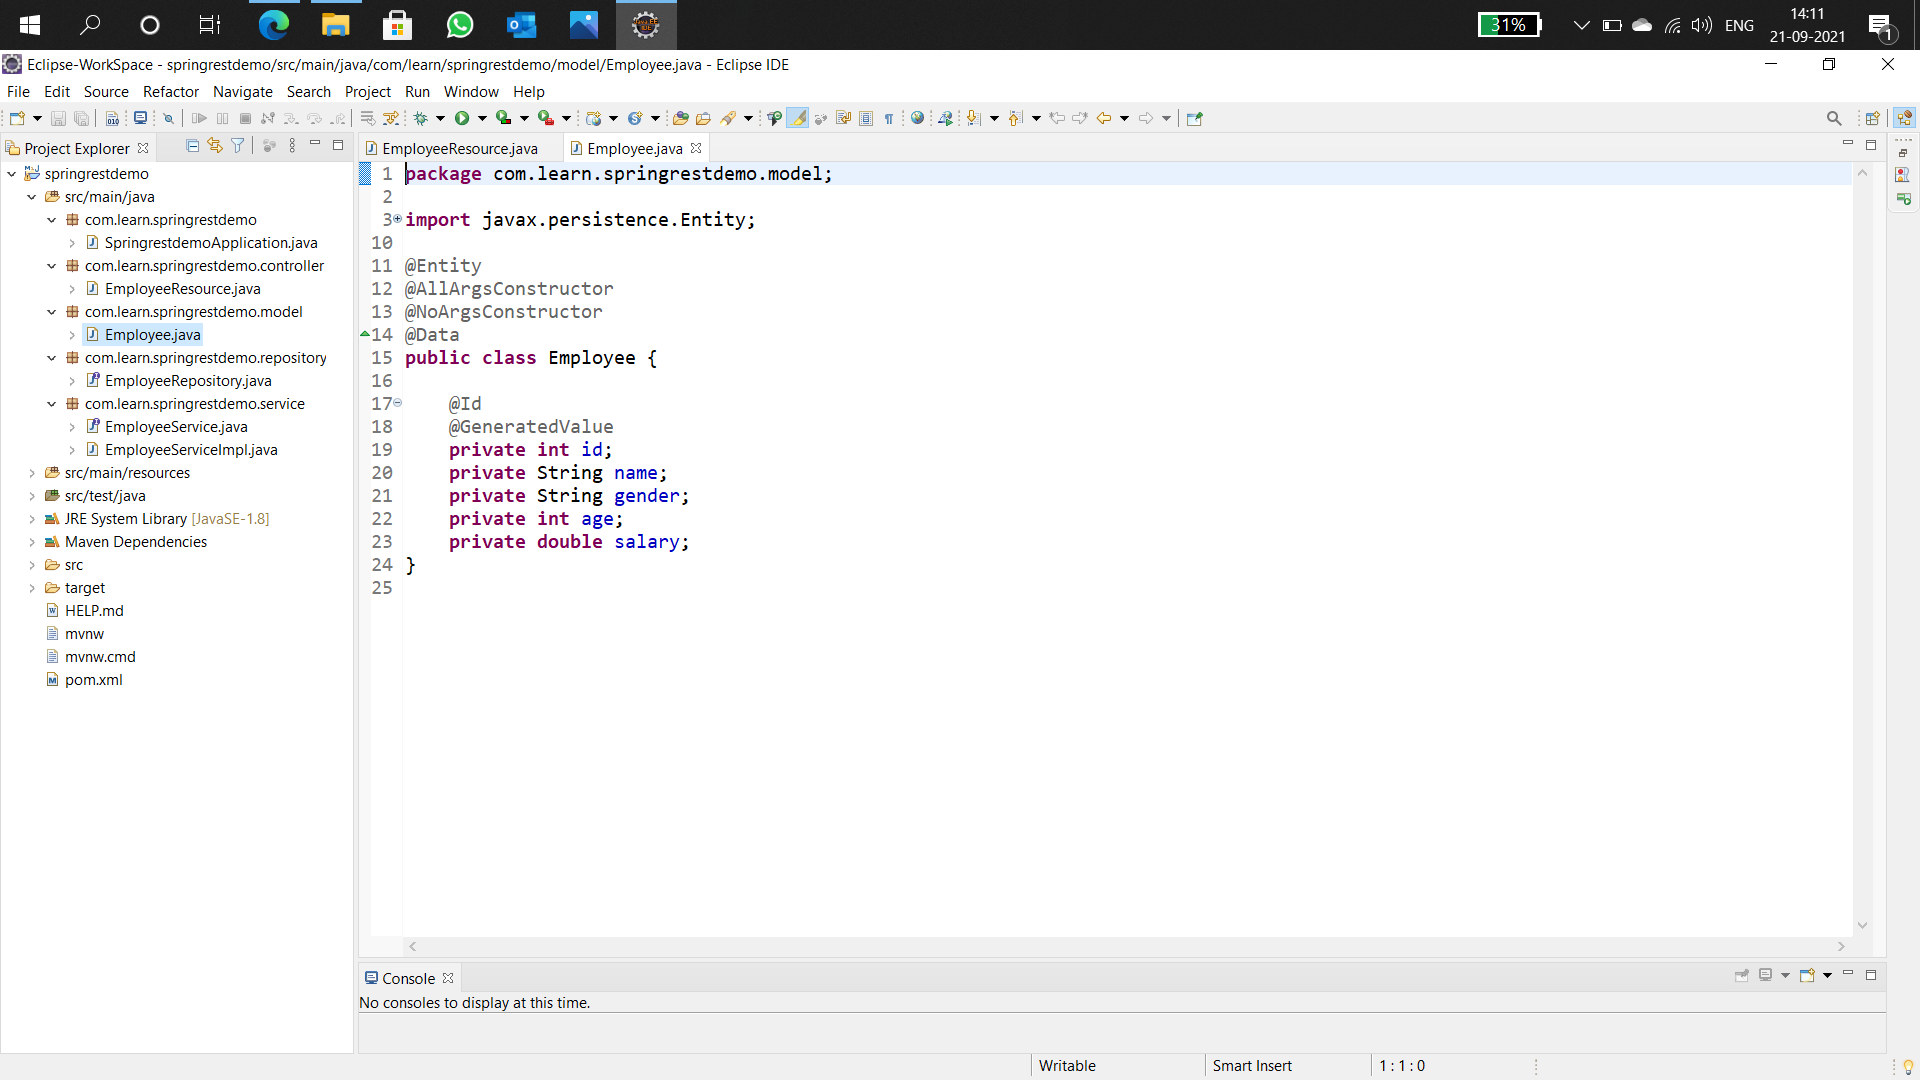 31%
ENG
14:11
21-09-2021
1
Eclipse-WorkSpace - springrestdemo/src/main/java/com/learn/springrestdemo/model/Employee.java - Eclipse IDE
File Edit Source Refactor Navigate Search Project Run Window Help
Project Explorer
springrestdemo
src/main/java
com.learn.springrestdemo
SpringrestdemoApplication.java
com.learn.springrestdemo.controller
EmployeeResource.java
com.learn.springrestdemo.model
Employee.java
com.learn.springrestdemo.repository
EmployeeRepository.java
com.learn.springrestdemo.service
EmployeeService.java
EmployeeServiceImpl.java
src/main/resources
src/test/java
JRE System Library [JavaSE-1.8]
Maven Dependencies
src
target
HELP.md
mvnw
mvnw.cmd
pom.xml
EmployeeResource.java Employee.java
1 package com.learn.springrestdemo.model;
2
3 import javax.persistence.Entity;
10
11 @Entity
12 @AllArgsConstructor
13 @NoArgsConstructor
14 @Data
15 public class Employee {
16
17 @Id
18 @GeneratedValue
19 private int id;
20 private String name;
21 private String gender;
22 private int age;
23 private double salary;
24 }
25
Console
No consoles to display at this time.
Writable Smart Insert 1 : 1 : 0